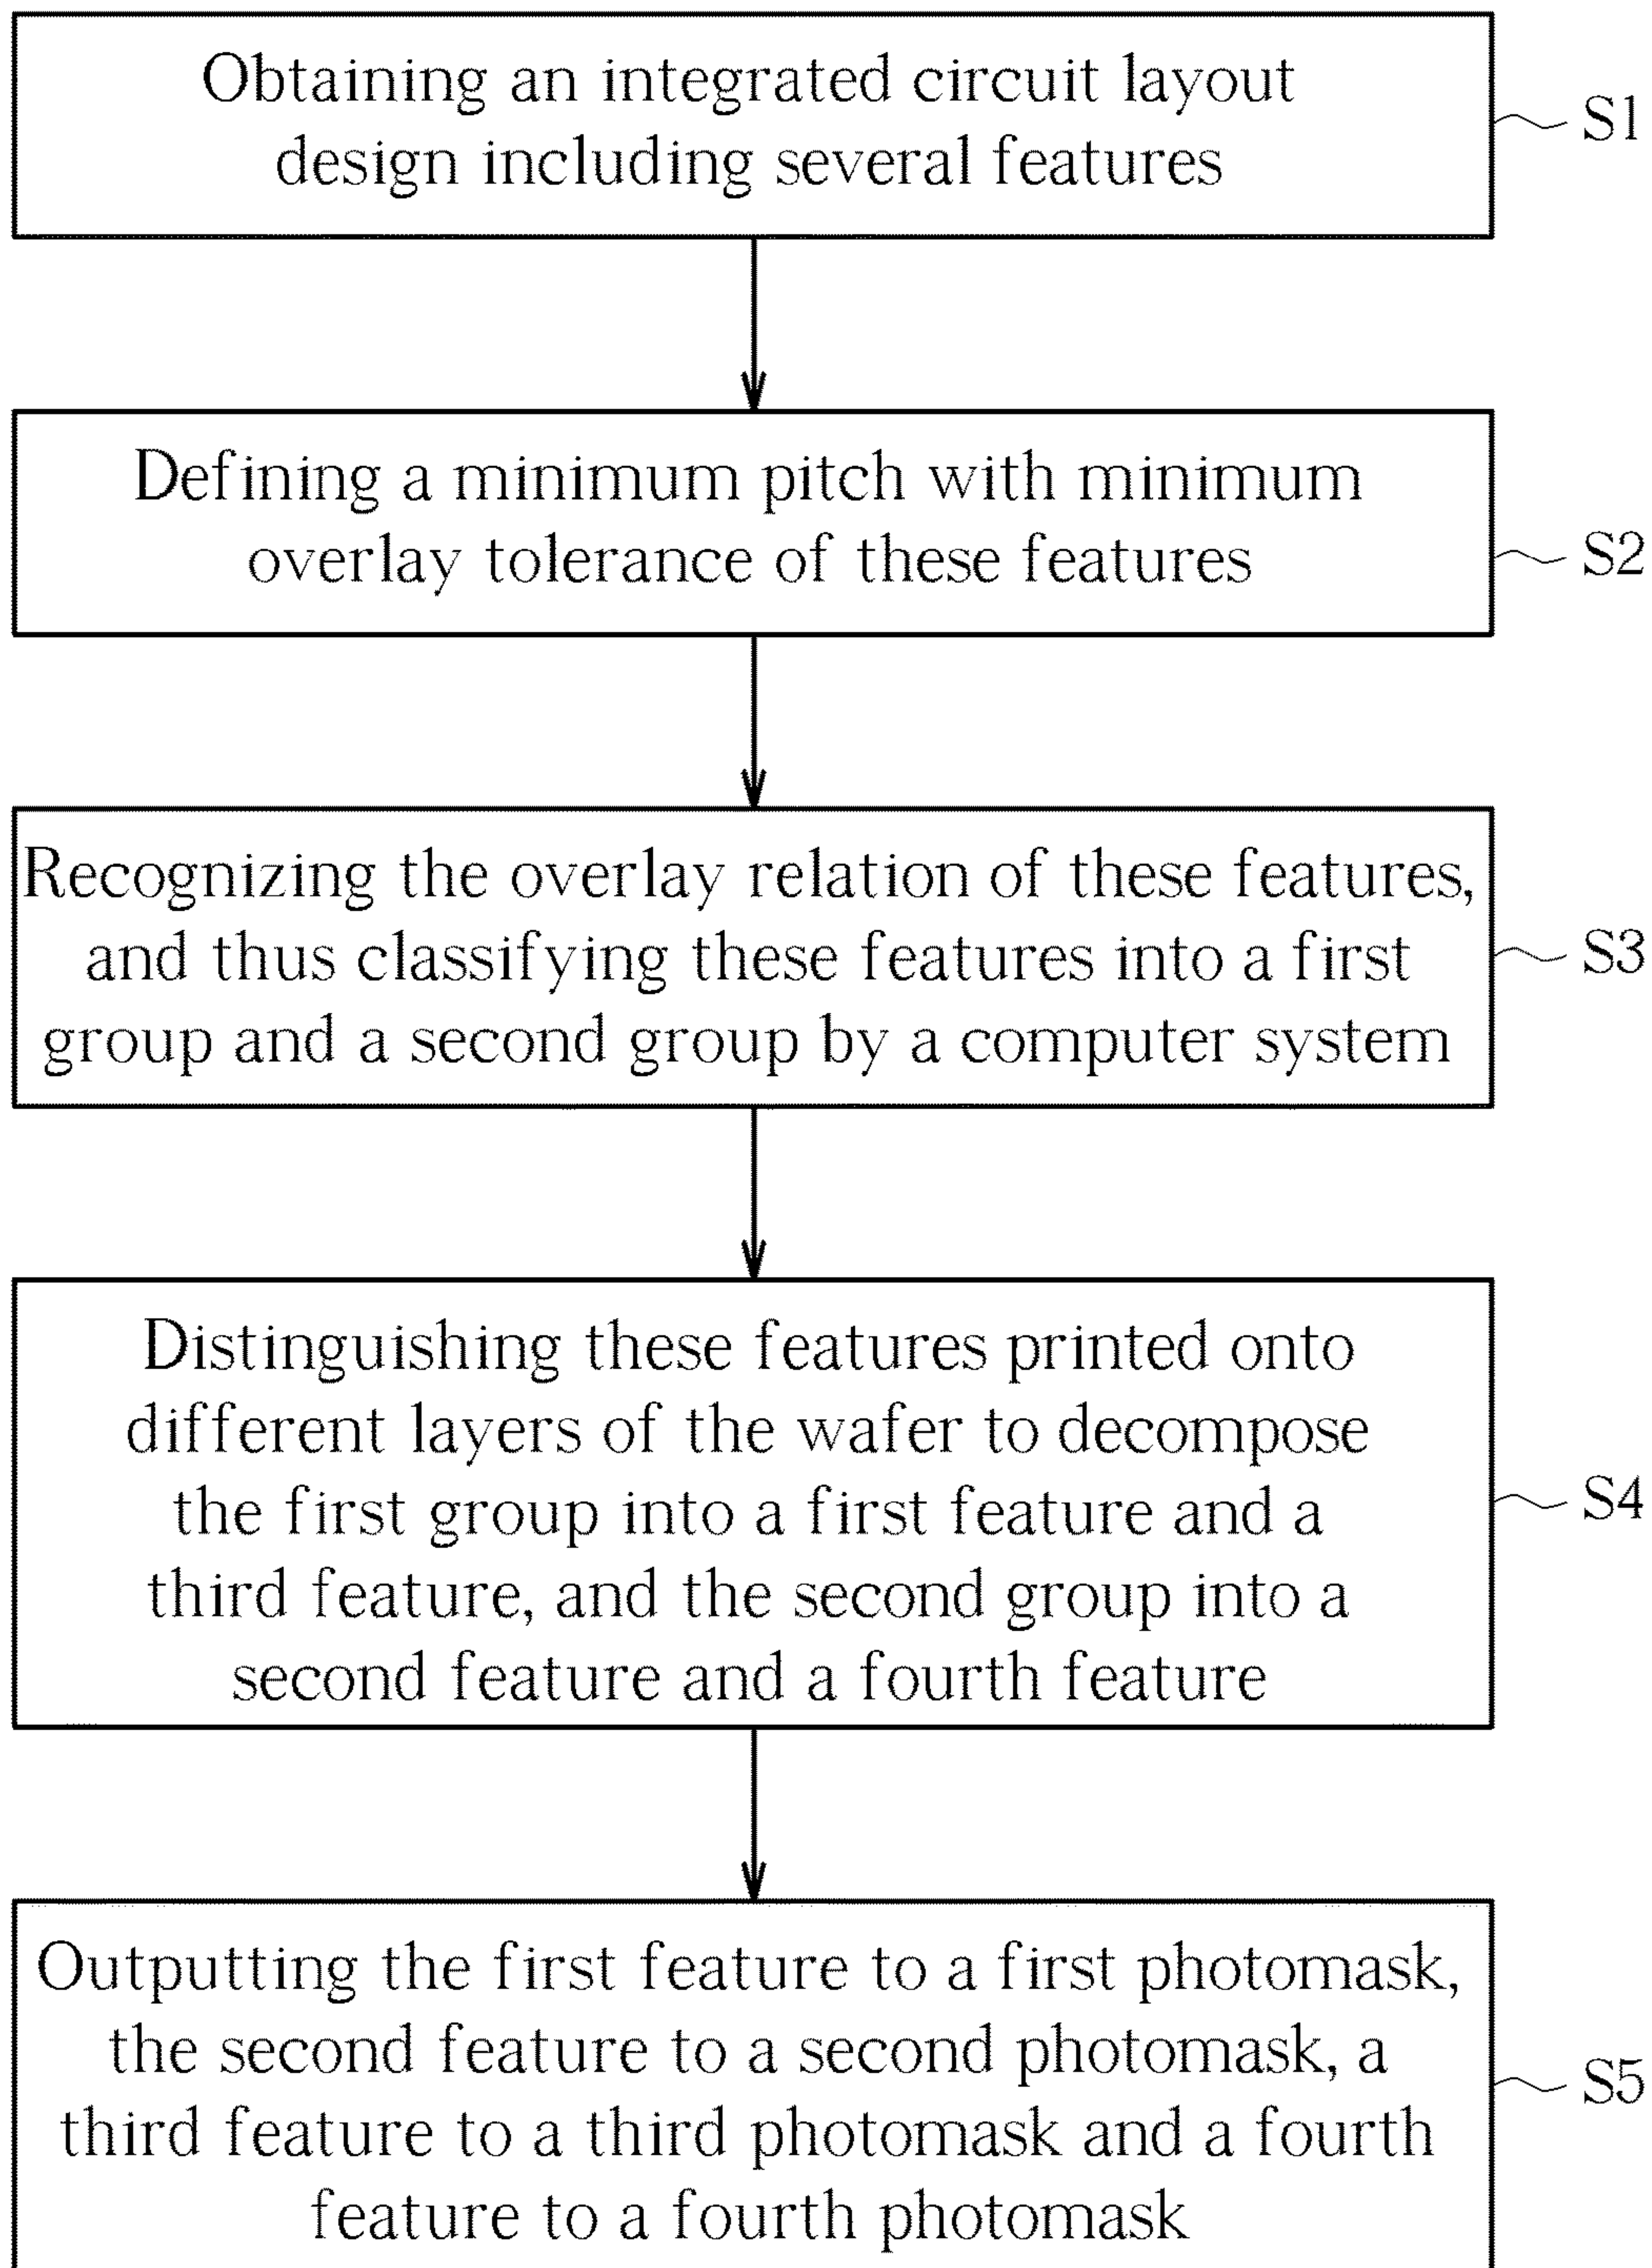 Obtaining an integrated circuit layout
design including several features
S1
Defining a minimum pitch with minimum
overlay tolerance of these features
S2
Recognizing the overlay relation of these features,
and thus classifying these features into a first
group and a second group by a computer system
S3
Distinguishing these features printed onto
different layers of the wafer to decompose
the first group into a first feature and a
third feature, and the second group into a
second feature and a fourth feature
S4
Outputting the first feature to a first photomask,
the second feature to a second photomask, a
third feature to a third photomask and a fourth
feature to a fourth photomask
S5